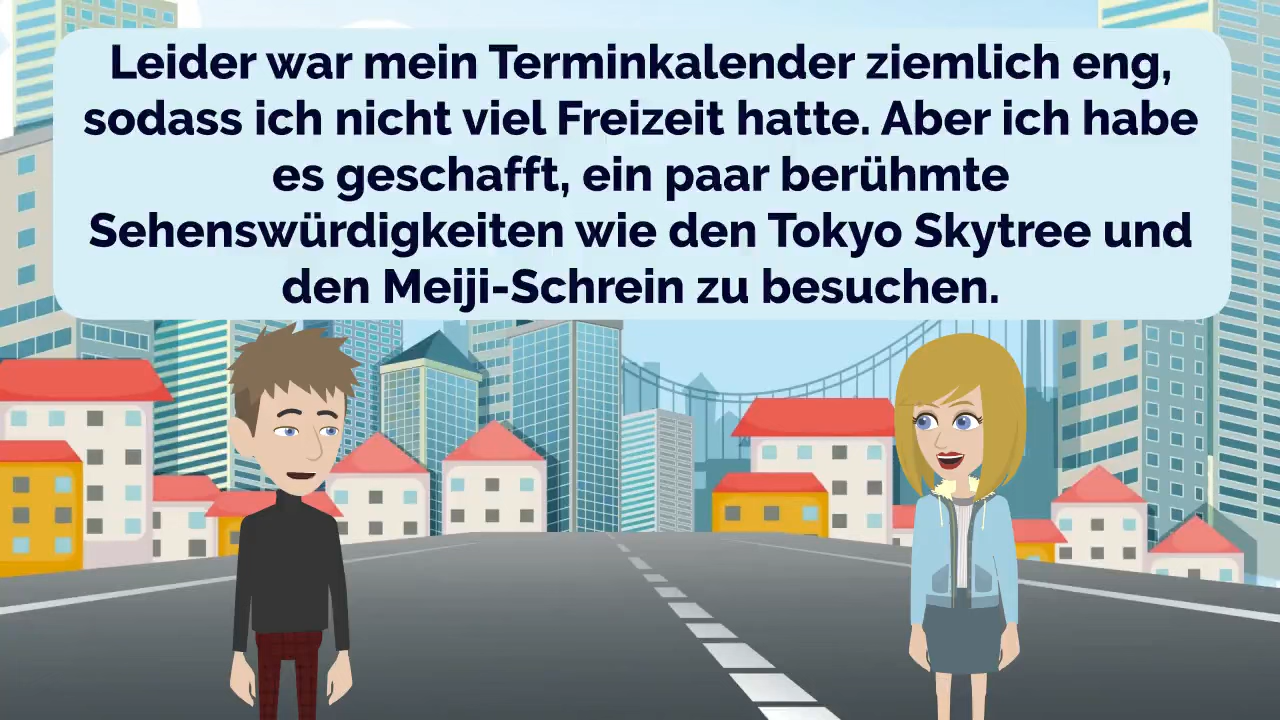 Leider war mein Terminkalender ziemlich eng,
sodass ich nicht viel Freizeit hatte. Aber ich habe
es geschafft, ein paar berühmte
Sehenswürdigkeiten wie den Tokyo Skytree und
den Meiji-Schrein zu besuchen.